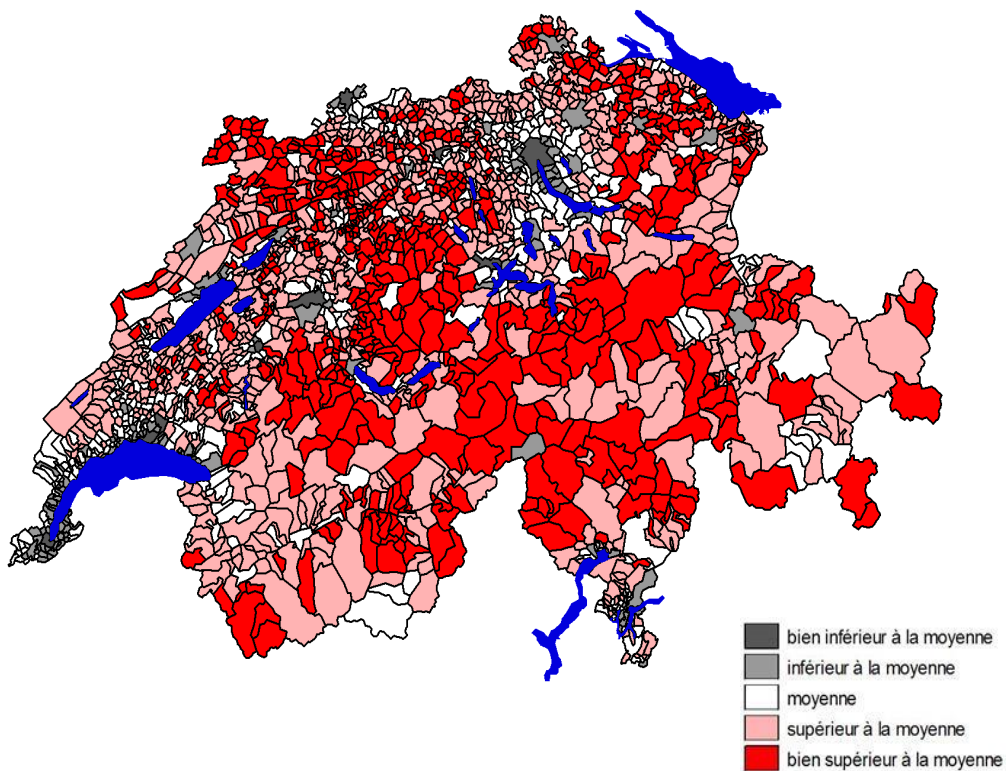 bien inférieur à la moyenne
inférieur à la moyenne
moyenne
supérieur à la moyenne
bien supérieur à la moyenne